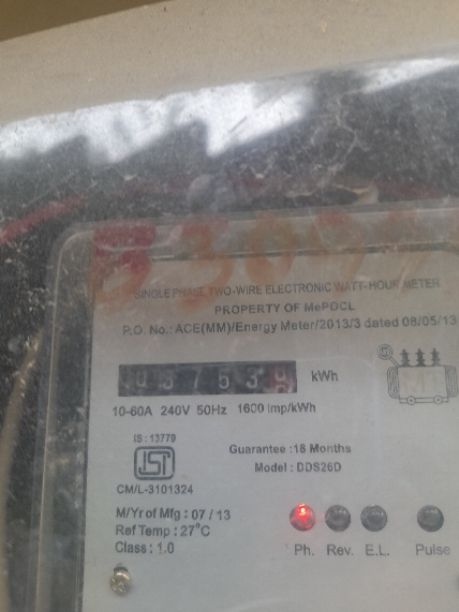 SINGLE PHASE TWO-WIRE ELECTRONIC WATT-HOUR METER
PROPERTY OF MePDCL
P.O. No.: ACE(MM)/Energy Meter/2013/3 dated 08/05/13
03753 kWh
10-60A 240V 50Hz 1600 Imp/kWh
IS : 13779
ISI
CM/L-3101324
Guarantee :18 Months
Model : DDS26D
M/Yr of Mfg : 07 / 13
Ref Temp : 27°C
Class : 1.0
Ph. Rev. E.L. Pulse